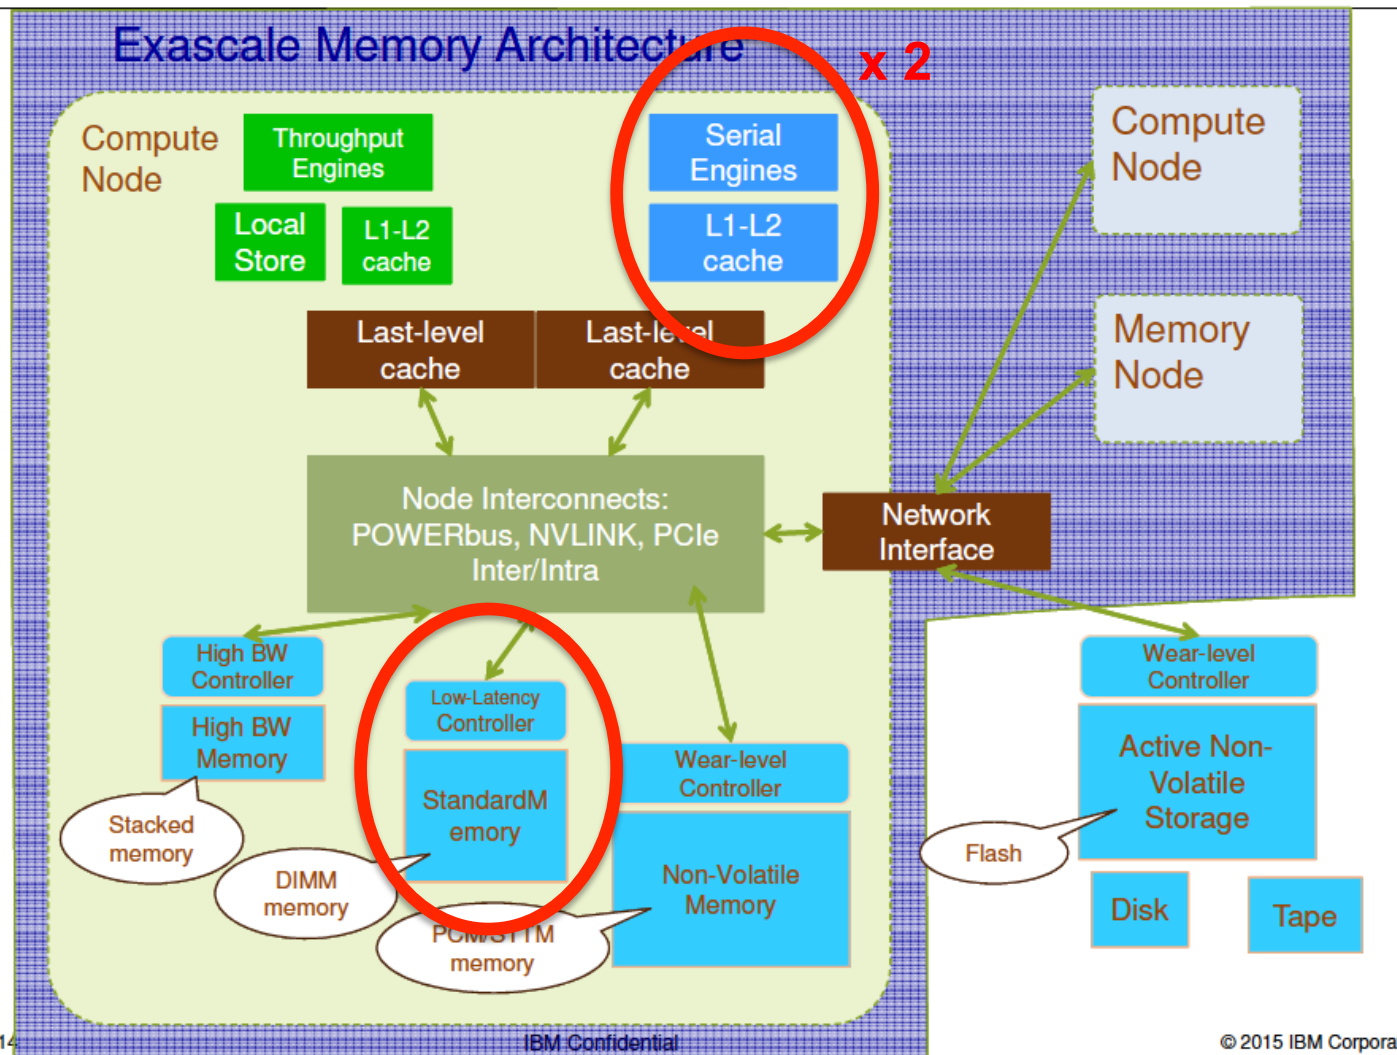 Exascale Memory Architecture
x 2
Compute
Node
Throughput
Engines
Serial
Engines
Local
Store
L1-L2
cache
L1-L2
cache
Last-level
cache
Last-level
cache
Compute
Node
Memory
Node
Node Interconnects:
POWERbus, NVLINK, PCIe
Inter/Intra
Network
Interface
High BW
Controller
High BW
Memory
Stacked
memory
Low-Latency
Controller
StandardM
emory
DIMM
memory
Wear-level
Controller
Non-Volatile
Memory
PCM/STTM
memory
Wear-level
Controller
Active Non-
Volatile
Storage
Flash
Disk
Tape
14
IBM Confidential
© 2015 IBM Corpora